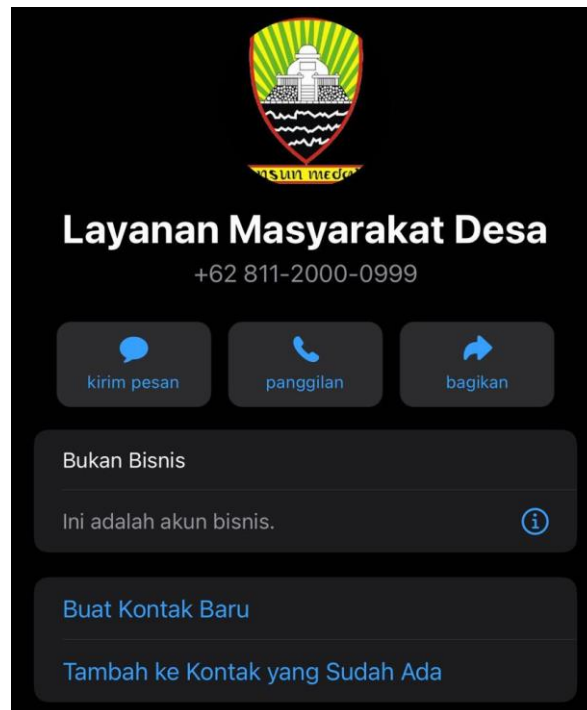 Layanan Masyarakat Desa
+62 811-2000-0999
kirim pesan panggilan bagikan
Bukan Bisnis
Ini adalah akun bisnis.
Buat Kontak Baru
Tambah ke Kontak yang Sudah Ada